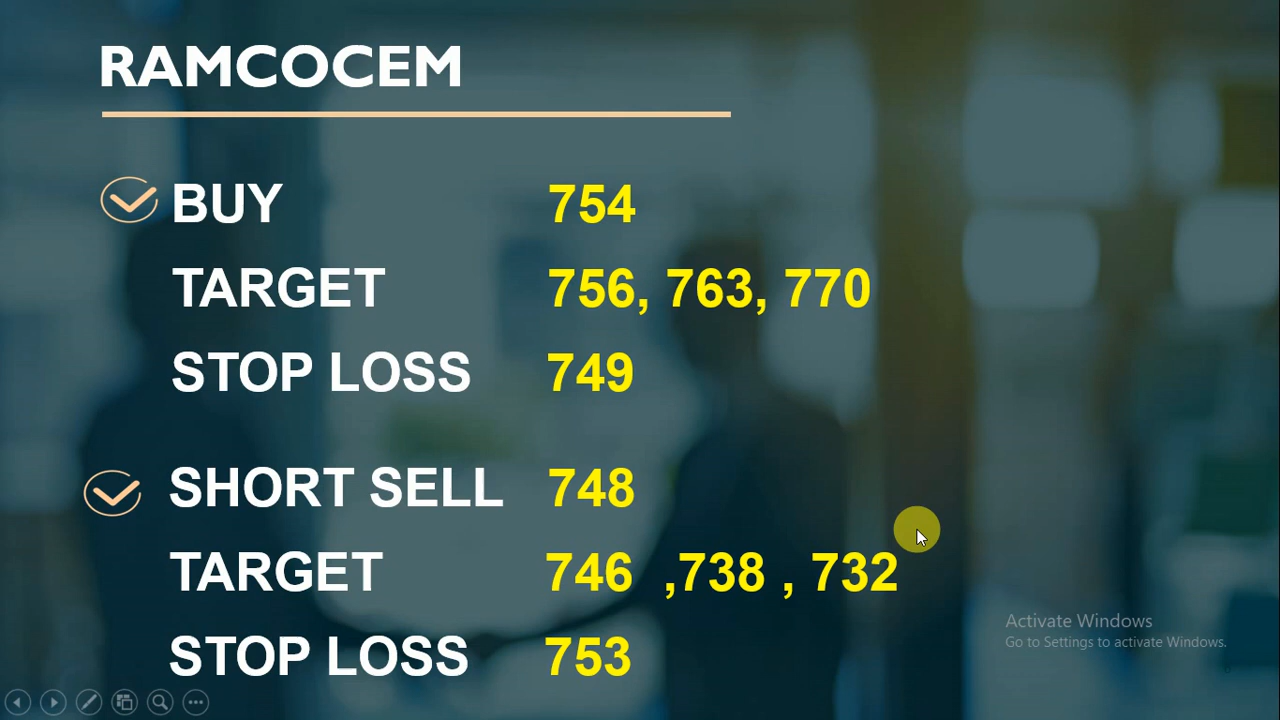 RAMCOCEM
BUY 754
TARGET 756, 763, 770
STOP LOSS 749
SHORT SELL 748
TARGET 746 ,738 , 732
STOP LOSS 753
Activate Windows
Go to Settings to activate Windows.